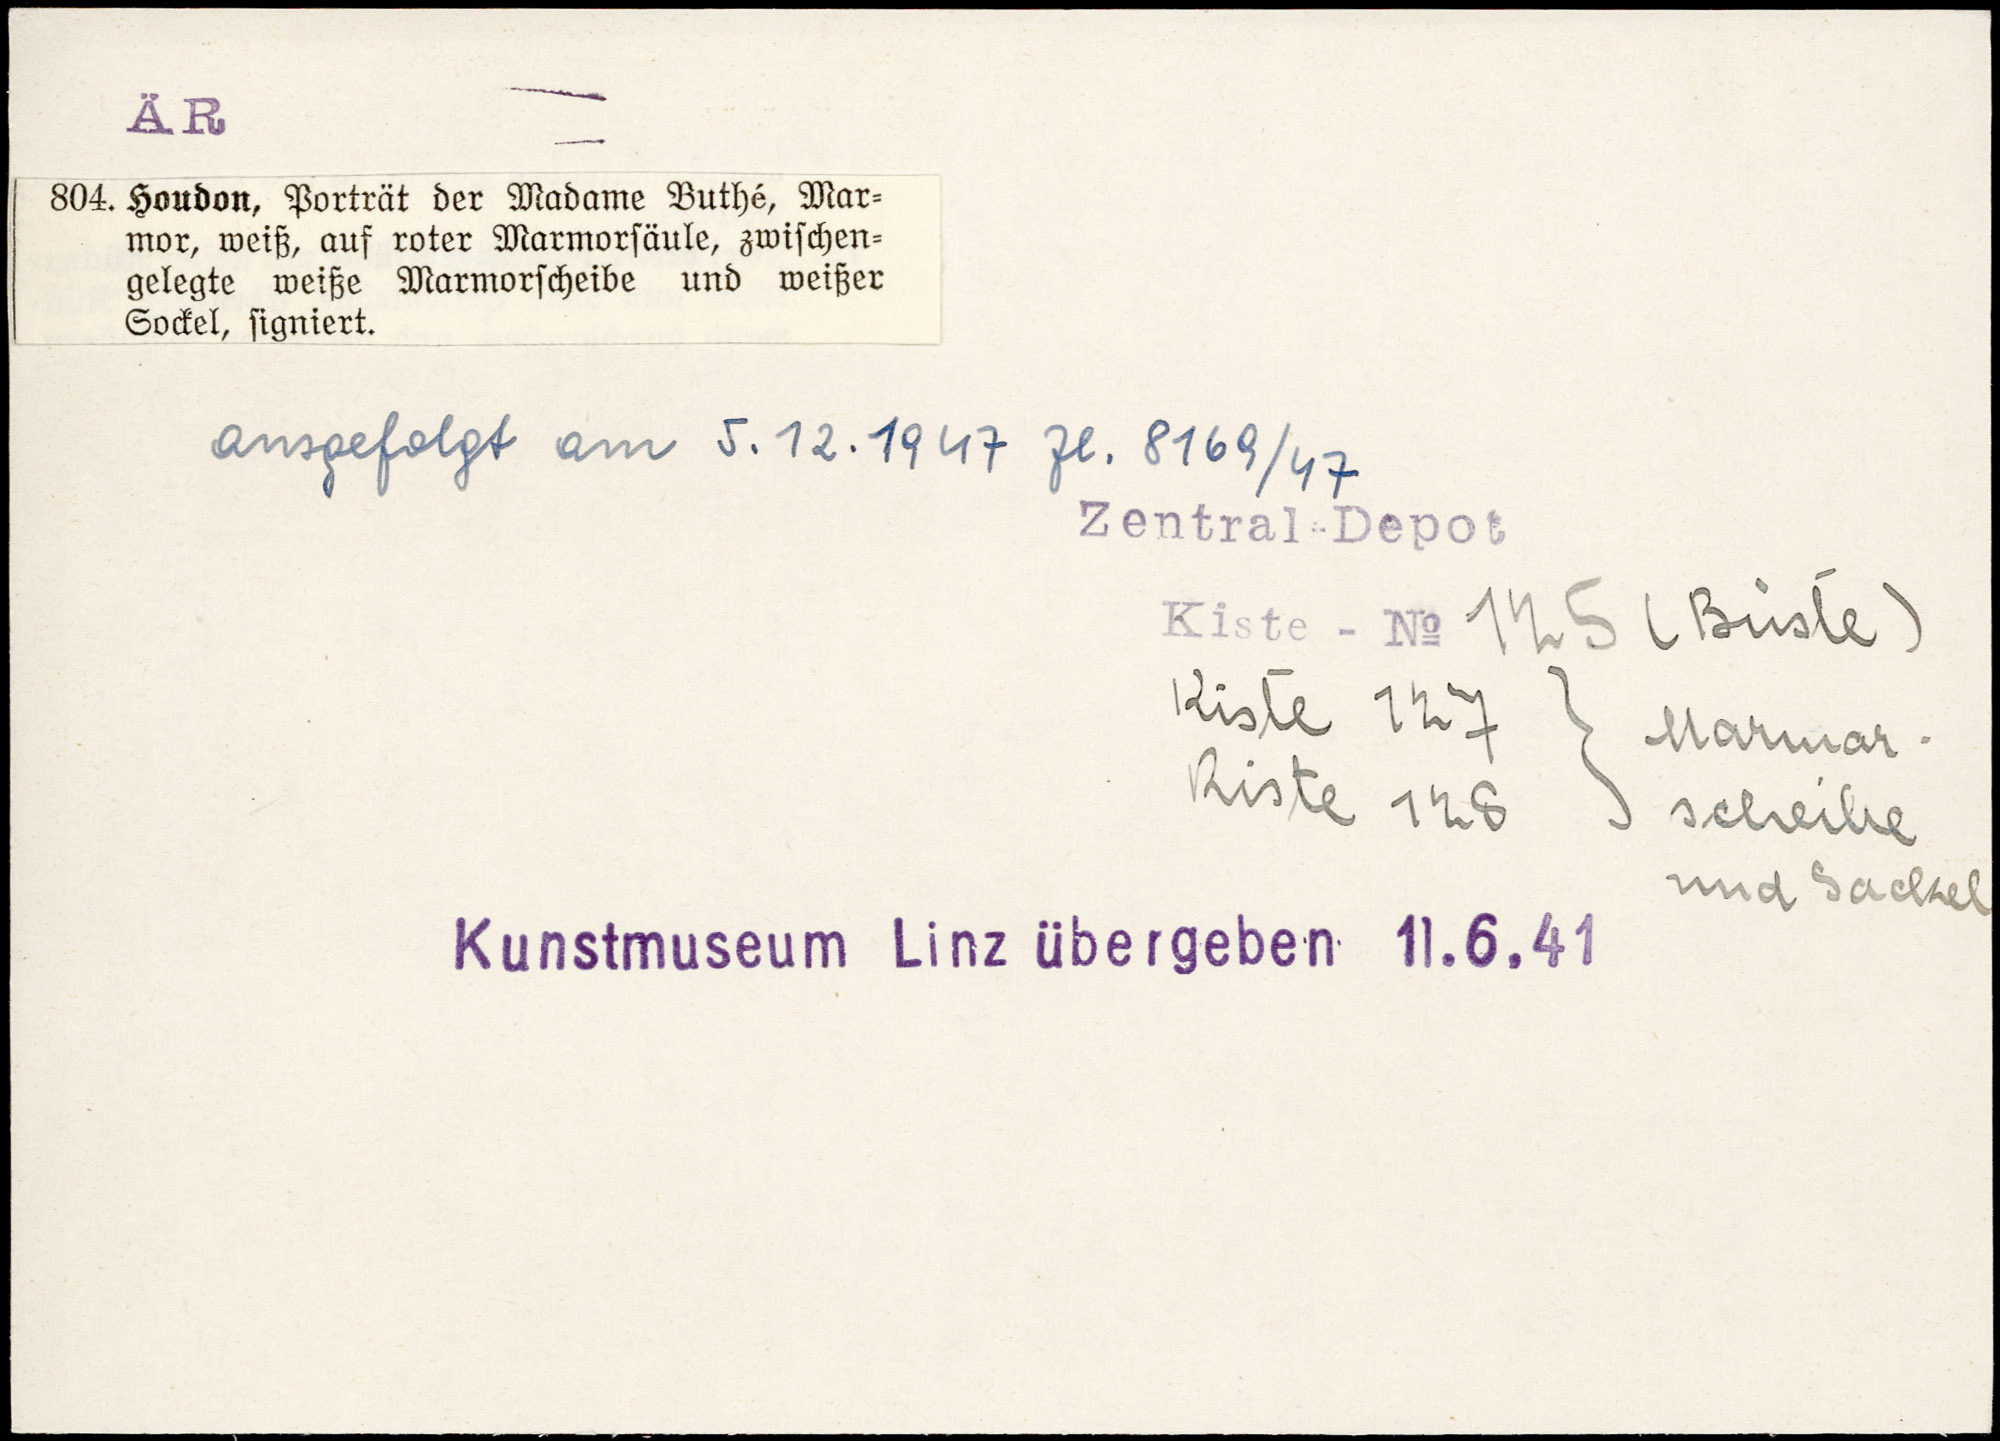 ÄR
804. Houdon, Porträt der Madame Buthé, Mar-
mor, weiß, auf roter Marmorsäule, zwischen-
gelegte weiße Marmorscheibe und weißer
Sockel, signiert.
ausgefolgt am 5.12.1947 Zl. 8169/47
Zentral-Depot
Kiste - № 125 (Büste)
Kiste 127 } Marmor-
Kiste 128 scheibe
und Sockel
Kunstmuseum Linz übergeben 11.6.41